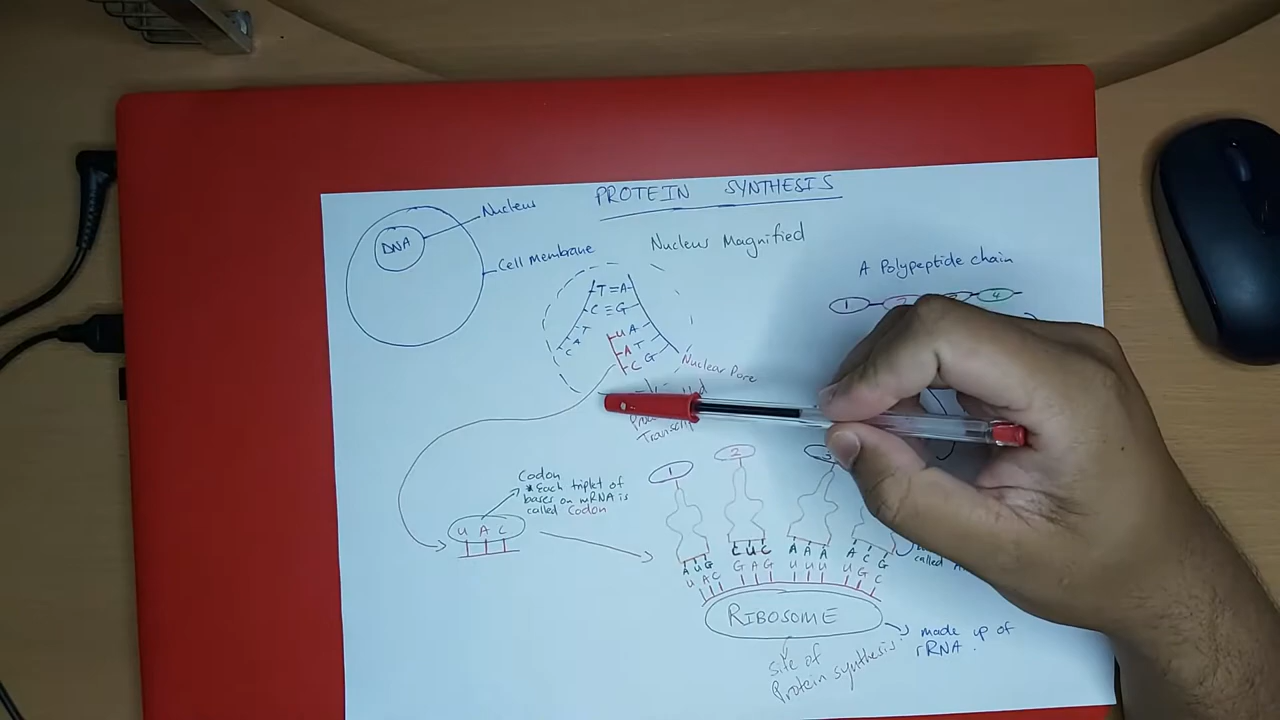 PROTEIN SYNTHESIS
Nucleus
DNA
Cell membrane
Nucleus Magnified
A Polypeptide chain
1 2 4
T=A
C≡G
T
A
C
U A
A T
C G
Nuclear Pore
Codon
*Each triplet of
bases on mRNA is
called Codon
U A C
1
2
A U G
C U C
A A A
A C G
U A C
G A G
U U U
U G C
called
RIBOSOME
made up of
rRNA.
site of
Protein synthesis.